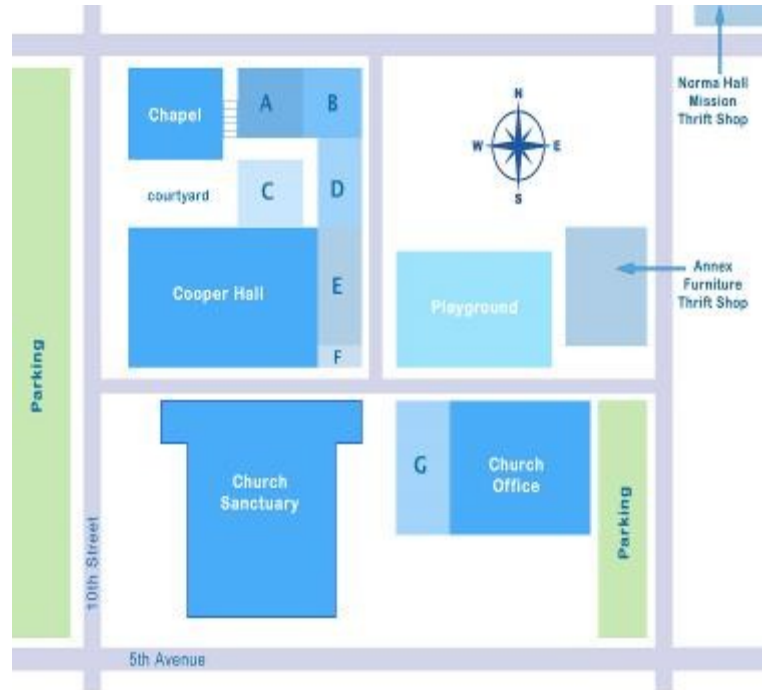 Chapel
A
B
N
W
E
S
Norma Hall
Mission
Thrift Shop
courtyard
C
D
Cooper Hall
E
F
Playground
Annex
Furniture
Thrift Shop
Parking
Church
Sanctuary
G
Church
Office
Parking
10th Street
5th Avenue